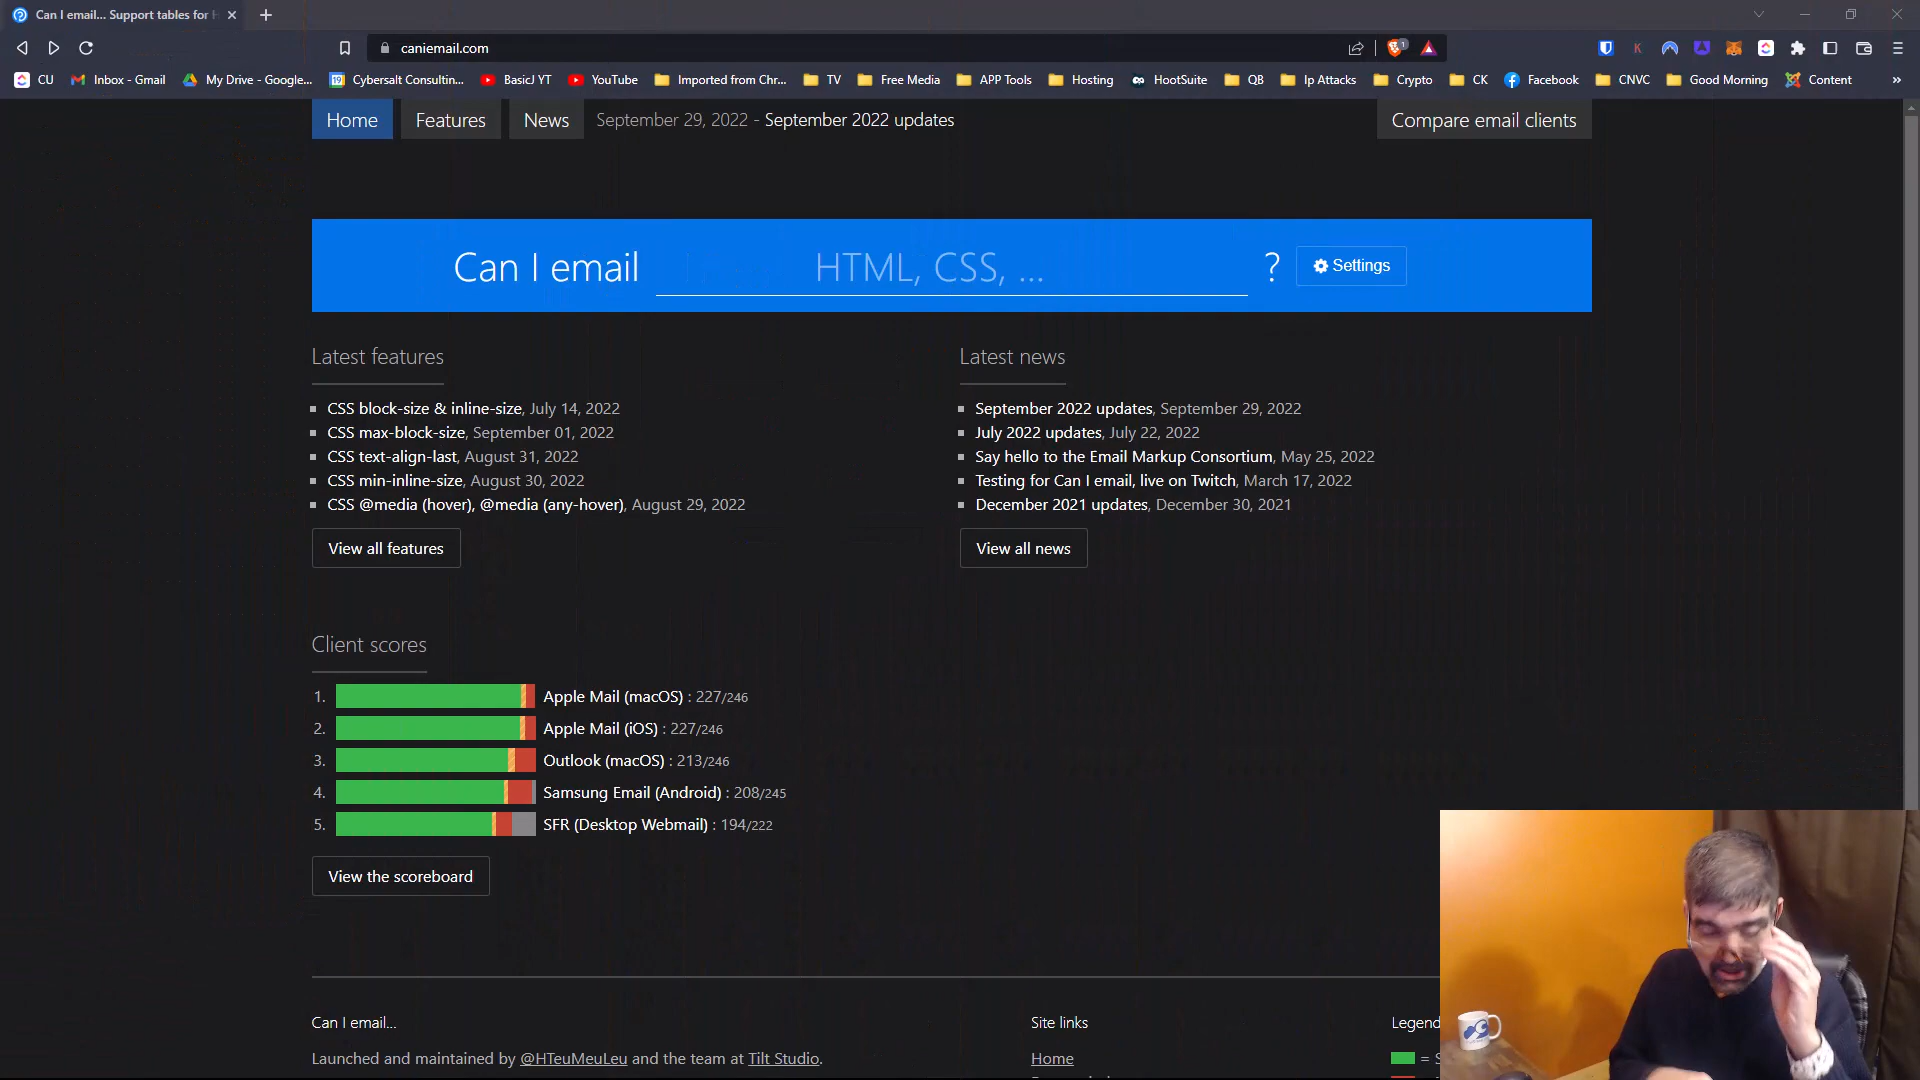 Can I email... Support tables for H
caniemail.com
1
CU
Inbox - Gmail
My Drive - Google...
19
Cybersalt Consultin...
BasicJ YT
YouTube
Imported from Chr...
TV
Free Media
APP Tools
Hosting
HootSuite
QB
Ip Attacks
Crypto
CK
Facebook
CNVC
Good Morning
Content
»
Home
Features
News
September 29, 2022 - September 2022 updates
Compare email clients
Can I email
HTML, CSS, ...
?
Settings
Latest features
CSS block-size & inline-size, July 14, 2022
CSS max-block-size, September 01, 2022
CSS text-align-last, August 31, 2022
CSS min-inline-size, August 30, 2022
CSS @media (hover), @media (any-hover), August 29, 2022
View all features
Latest news
September 2022 updates, September 29, 2022
July 2022 updates, July 22, 2022
Say hello to the Email Markup Consortium, May 25, 2022
Testing for Can I email, live on Twitch, March 17, 2022
December 2021 updates, December 30, 2021
View all news
Client scores
1. Apple Mail (macOS) : 227/246
2. Apple Mail (iOS) : 227/246
3. Outlook (macOS) : 213/246
4. Samsung Email (Android) : 208/245
5. SFR (Desktop Webmail) : 194/222
View the scoreboard
Can I email...
Launched and maintained by @HTeuMeuLeu and the team at Tilt Studio.
Site links
Home
Legend
=